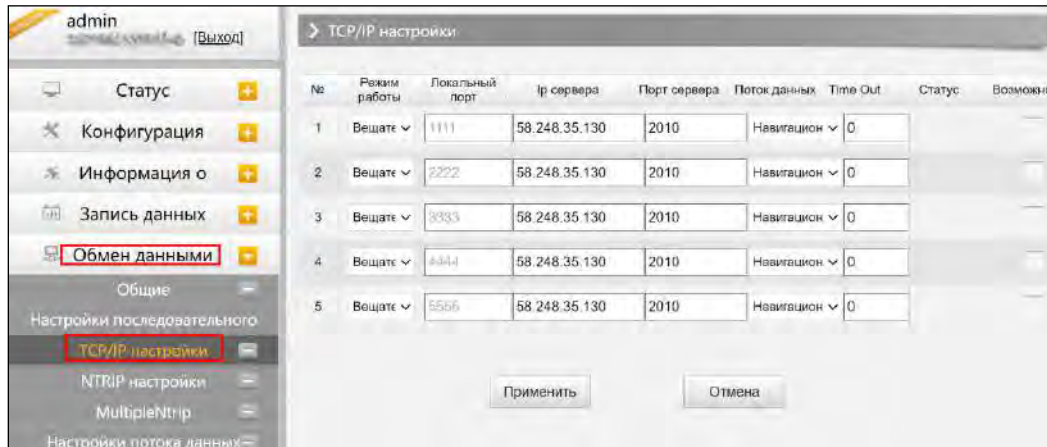 admin
[Выход]
TCP/IP настройки
Статус
Конфигурация
Информация о
Запись данных
Обмен данными
Общие
Настройки последовательного
TCP/IP настройки
NTRIP настройки
MultipleNtrip
Настройки потока данных
№ Режим работы Локальный порт Ip сервера Порт сервера Поток данных Time Out Статус Возможн
1 Вещате 1111 58.248.35.130 2010 Навигацион 0
2 Вещате 2222 58.248.35.130 2010 Навигацион 0
3 Вещате 3333 58.248.35.130 2010 Навигацион 0
4 Вещате 4444 58.248.35.130 2010 Навигацион 0
5 Вещате 5555 58.248.35.130 2010 Навигацион 0
Применить Отмена